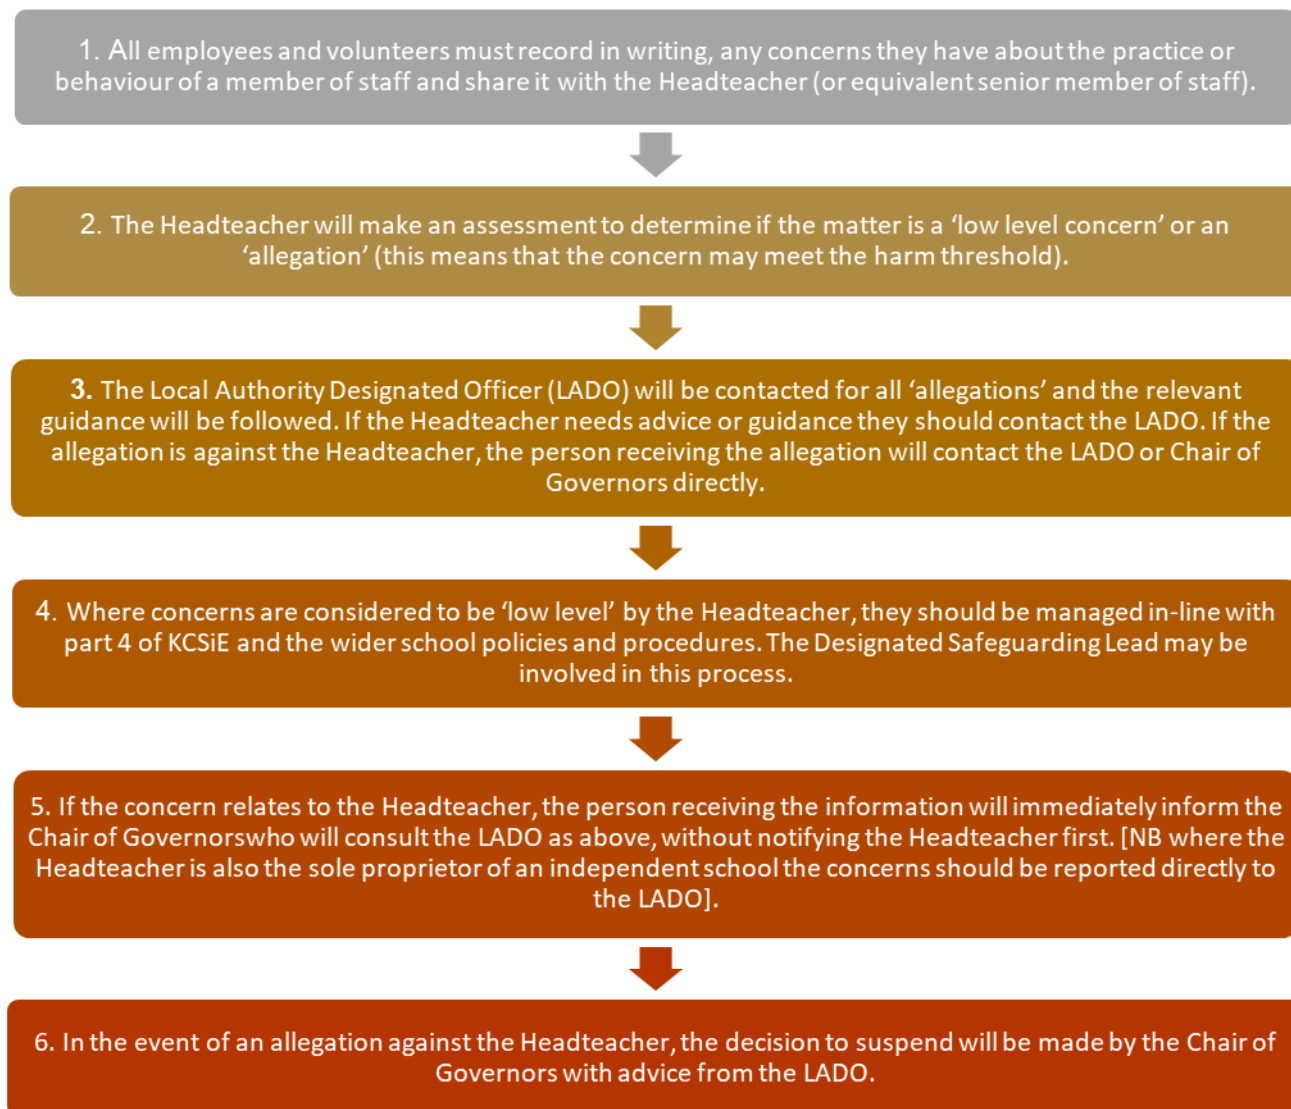 1. All employees and volunteers must record in writing, any concerns they have about the practice or
behaviour of a member of staff and share it with the Headteacher (or equivalent senior member of staff).
2. The Headteacher will make an assessment to determine if the matter is a ‘low level concern’ or an
‘allegation’ (this means that the concern may meet the harm threshold).
3. The Local Authority Designated Officer (LADO) will be contacted for all ‘allegations’ and the relevant
guidance will be followed. If the Headteacher needs advice or guidance they should contact the LADO. If the
allegation is against the Headteacher, the person receiving the allegation will contact the LADO or Chair of
Governors directly.
4. Where concerns are considered to be ‘low level’ by the Headteacher, they should be managed in-line with
part 4 of KCSiE and the wider school policies and procedures. The Designated Safeguarding Lead may be
involved in this process.
5. If the concern relates to the Headteacher, the person receiving the information will immediately inform the
Chair of Governorswho will consult the LADO as above, without notifying the Headteacher first. [NB where the
Headteacher is also the sole proprietor of an independent school the concerns should be reported directly to
the LADO].
6. In the event of an allegation against the Headteacher, the decision to suspend will be made by the Chair of
Governors with advice from the LADO.